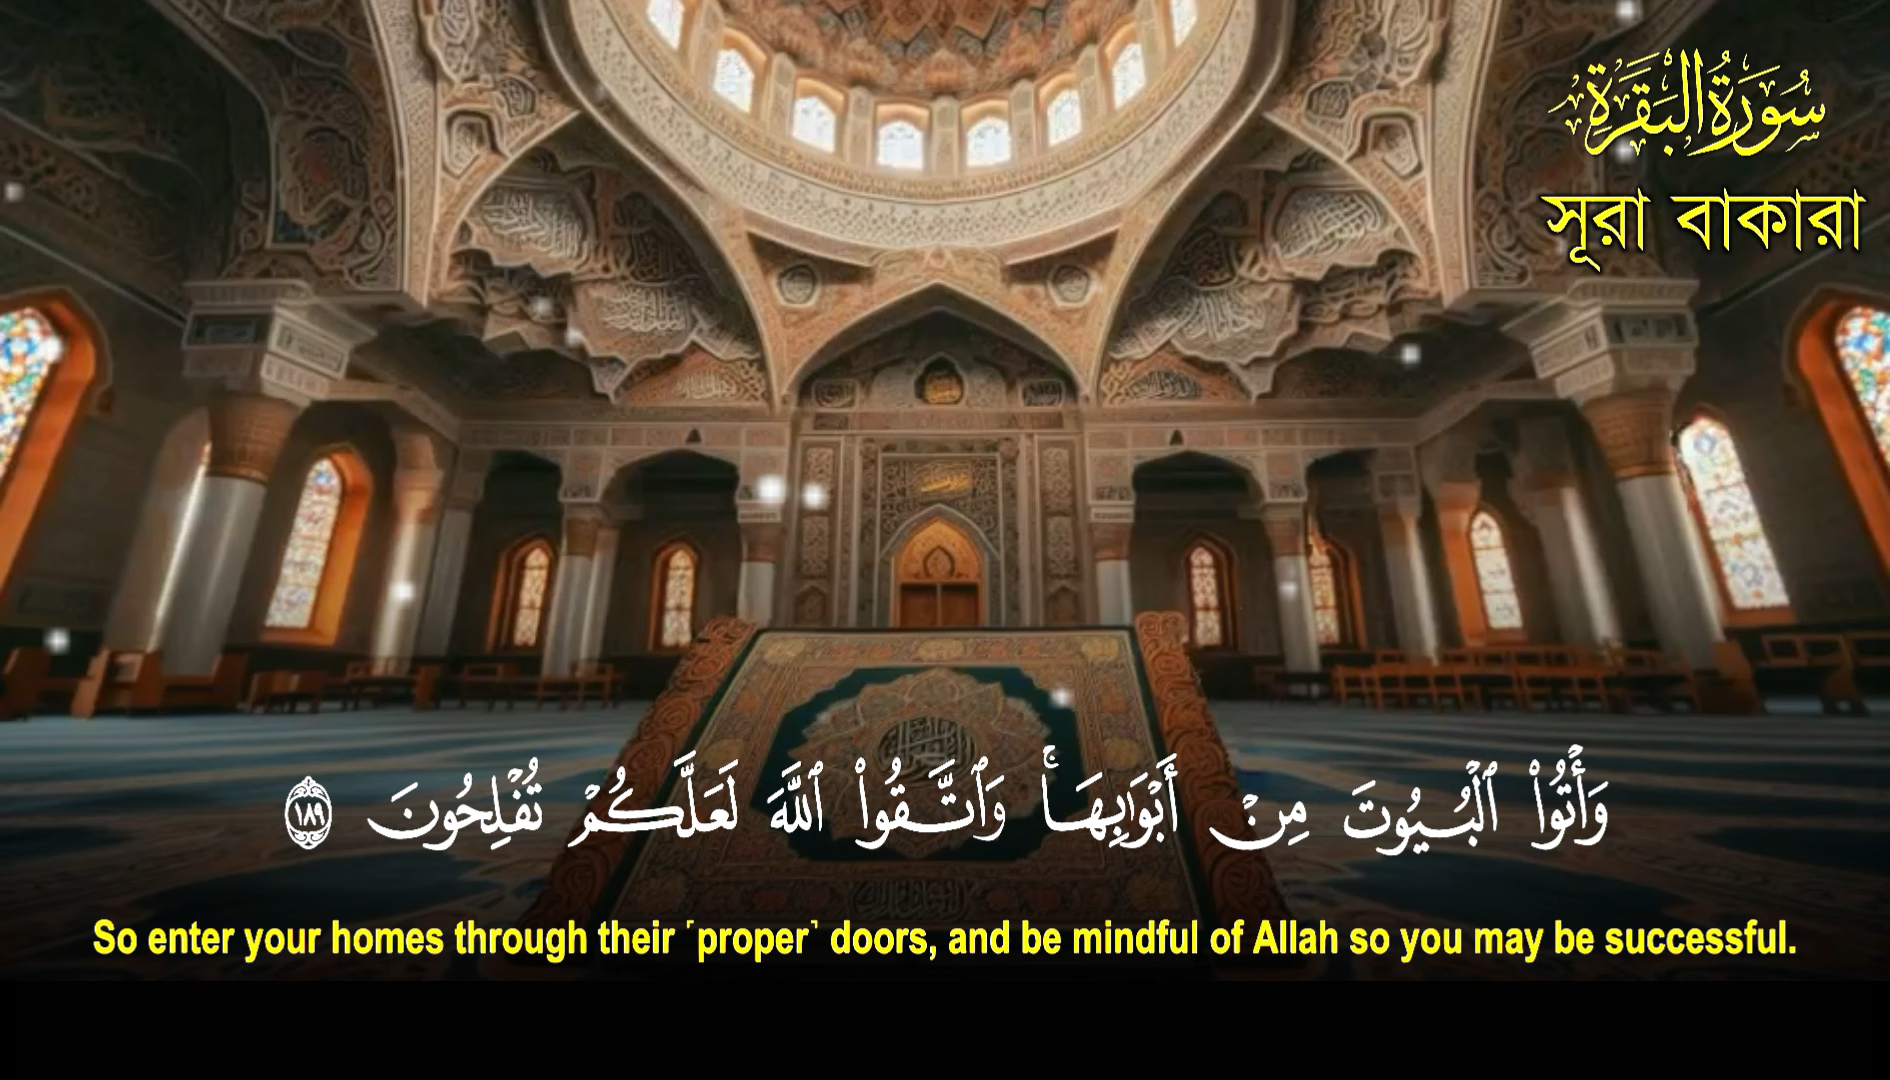 سُورَةُ البَقَرَةِ
সূরা বাকারা
وَأْتُوا۟ ٱلْبُيُوتَ مِنْ أَبْوَٰبِهَا ۚ وَٱتَّقُوا۟ ٱللَّهَ لَعَلَّكُمْ تُفْلِحُونَ ١٨٩
So enter your homes through their ˹proper˺ doors, and be mindful of Allah so you may be successful.